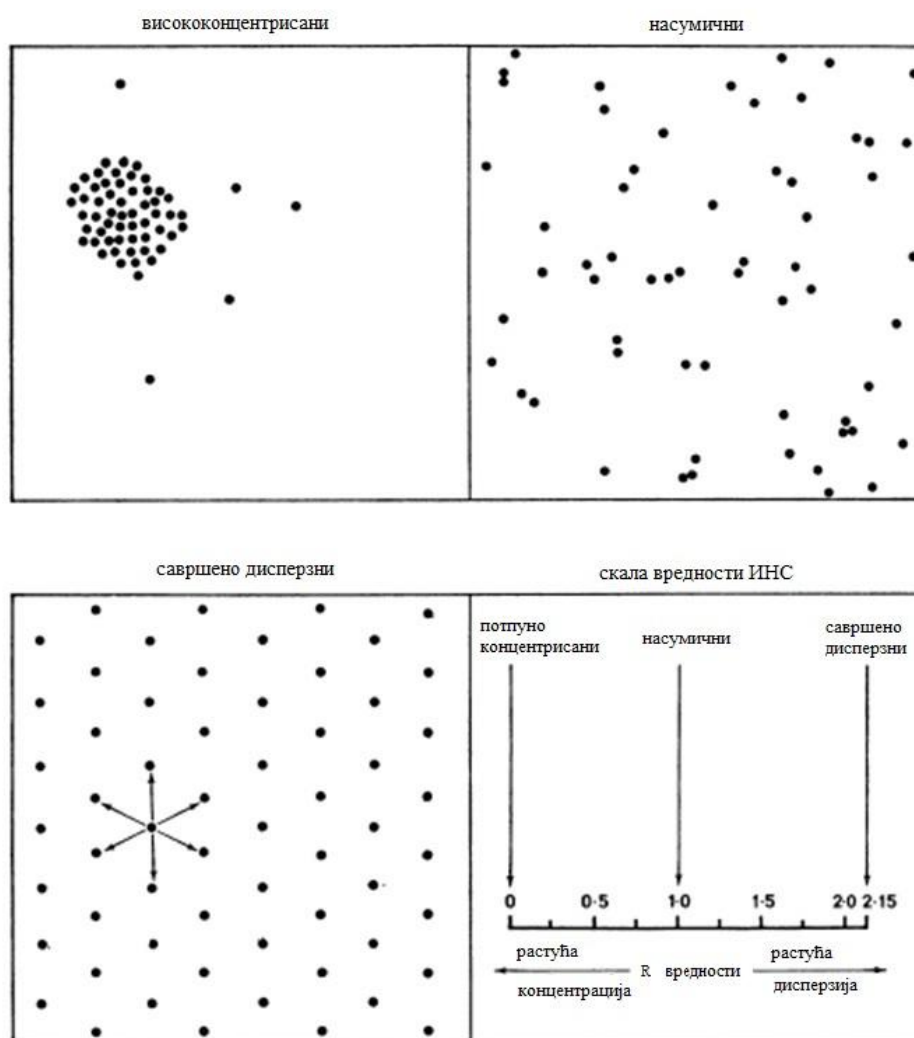 висококонцентрисани
насумични
савршено дисперзни
скала вредности ИНС
потпуно
концентрисани
насумични
савршено
дисперзни
0 0·5 1·0 1·5 2·0 2·15
растућа
концентрација
R вредности
растућа
дисперзија